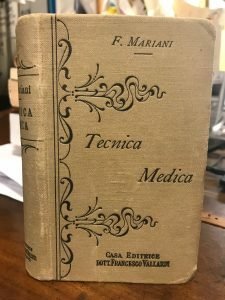 F. MARIANI
Tecnica
Medica
CASA EDITRICE
DOTT. FRANCESCO VALLARDI